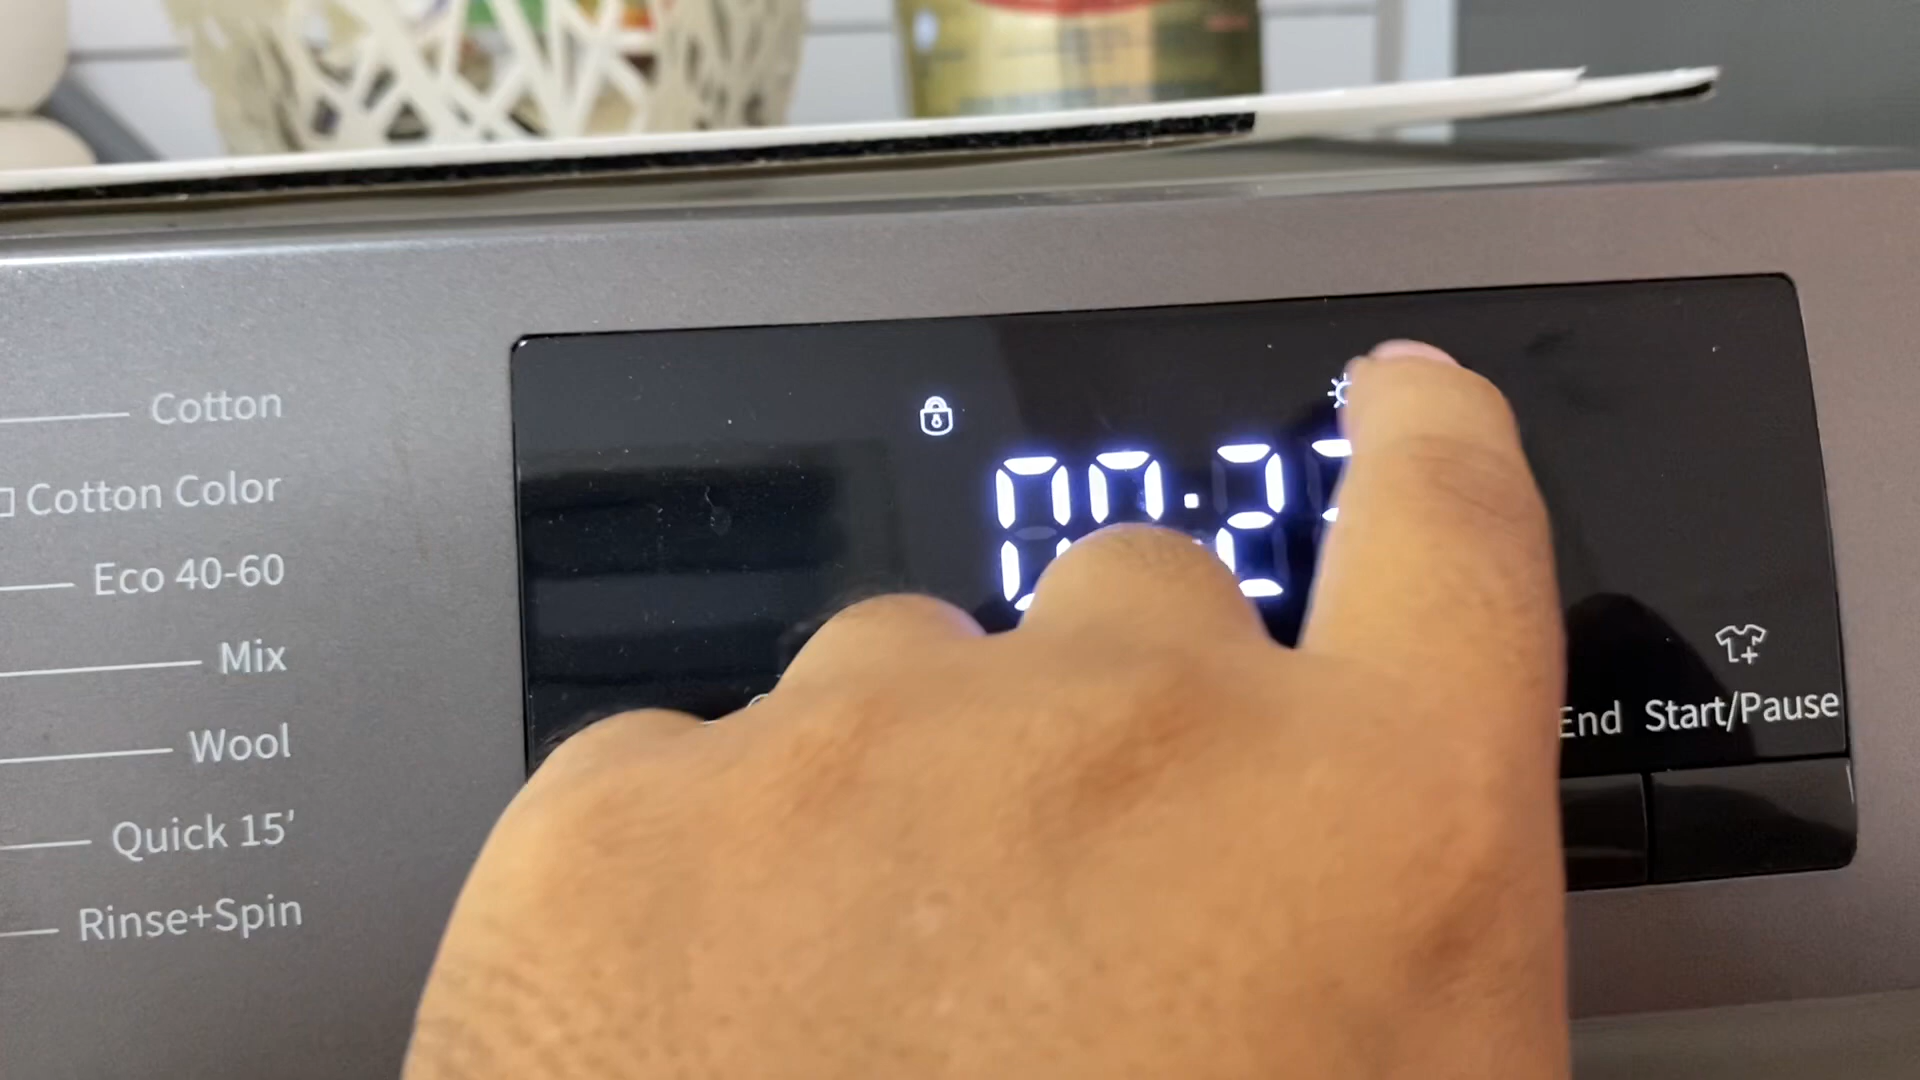 Cotton
Cotton Color
Eco 40-60
Mix
Wool
Quick 15'
Rinse+Spin
End
Start/Pause